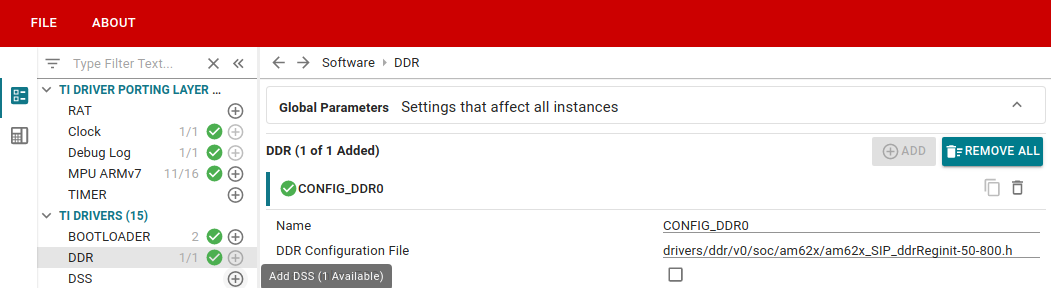 FILE ABOUT
Type Filter Text...
Software DDR
TI DRIVER PORTING LAYER ...
RAT
Clock 1/1
Debug Log 1/1
MPU ARMv7 11/16
TIMER
TI DRIVERS (15)
BOOTLOADER 2
DDR 1/1
DSS
Add DSS (1 Available)
Global Parameters Settings that affect all instances
DDR (1 of 1 Added) ADD REMOVE ALL
CONFIG_DDR0
Name CONFIG_DDR0
DDR Configuration File drivers/ddr/v0/soc/am62x/am62x_SIP_ddrReginit-50-800.h